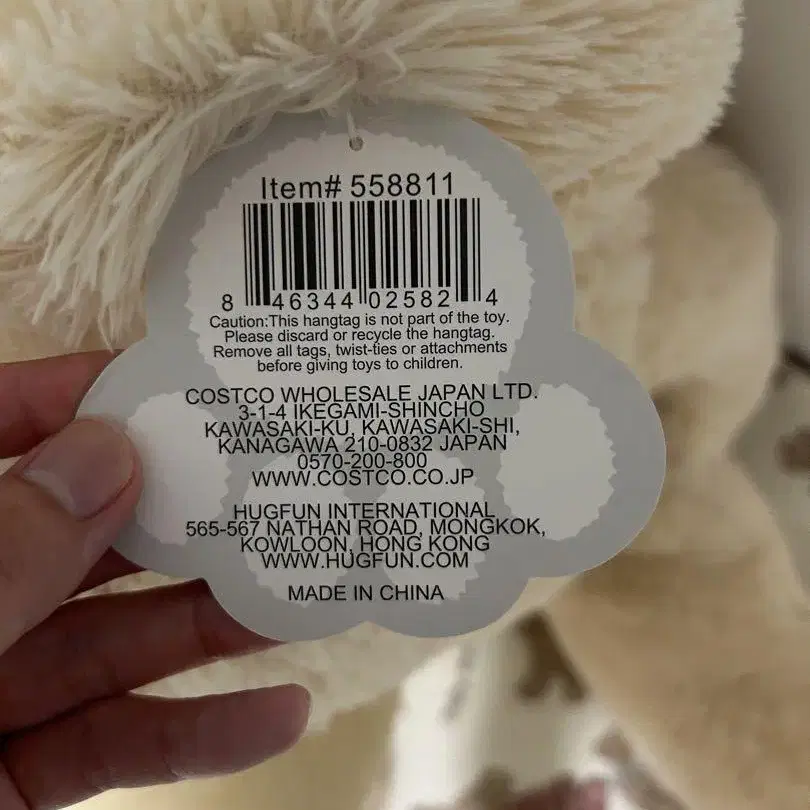 Item# 558811
8 46344 02582 4
Caution:This hangtag is not part of the toy.
Please discard or recycle the hangtag.
Remove all tags, twist-ties or attachments
before giving toys to children.
COSTCO WHOLESALE JAPAN LTD.
3-1-4 IKEGAMI-SHINCHO
KAWASAKI-KU, KAWASAKI-SHI,
KANAGAWA 210-0832 JAPAN
0570-200-800
WWW.COSTCO.CO.JP
HUGFUN INTERNATIONAL
565-567 NATHAN ROAD, MONGKOK,
KOWLOON, HONG KONG
WWW.HUGFUN.COM
MADE IN CHINA